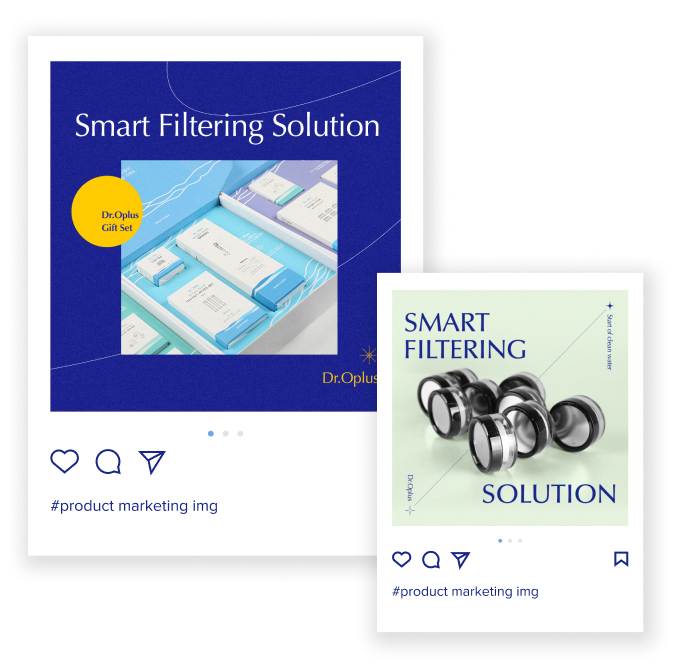 Smart Filtering Solution
Dr.Oplus
Gift Set
Dr.Oplus
#product marketing img
SMART
FILTERING
Start of clean water
Dr.Oplus
SOLUTION
#product marketing img